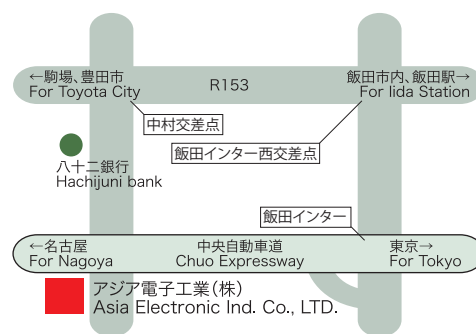 ←駒場、豊田市
For Toyota City
R153
飯田市内、飯田駅→
For Iida Station
中村交差点
飯田インター西交差点
八十二銀行
Hachijuni bank
飯田インター
←名古屋
For Nagoya
中央自動車道
Chuo Expressway
東京→
For Tokyo
アジア電子工業(株)
Asia Electronic Ind. Co., LTD.